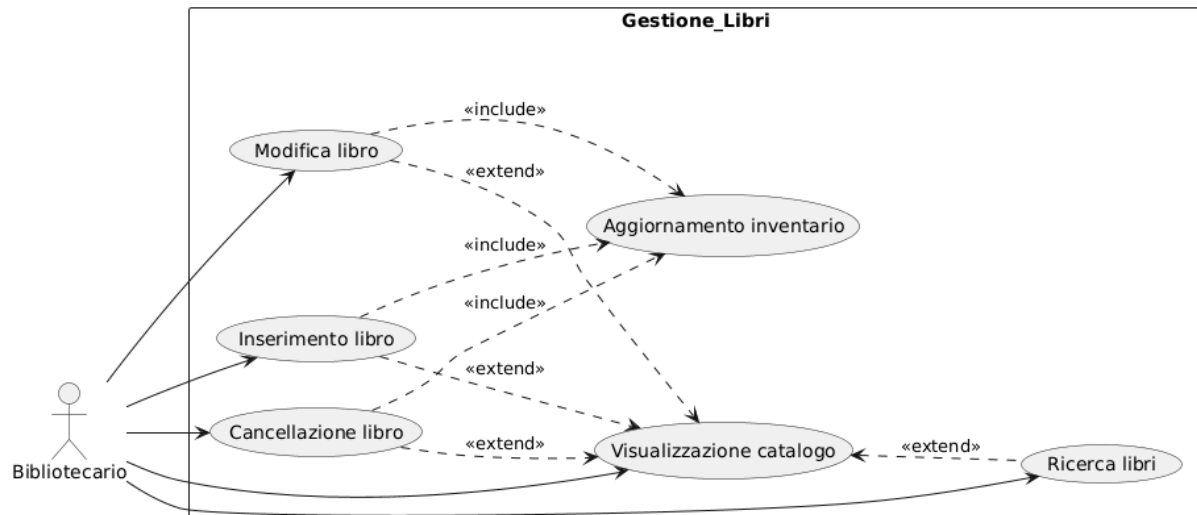 Gestione_Libri
«include»
Modifica libro
«extend»
Aggiornamento inventario
«include»
«include»
Inserimento libro
«extend»
Cancellazione libro
«extend»
Visualizzazione catalogo
«extend»
Ricerca libri
Bibliotecario